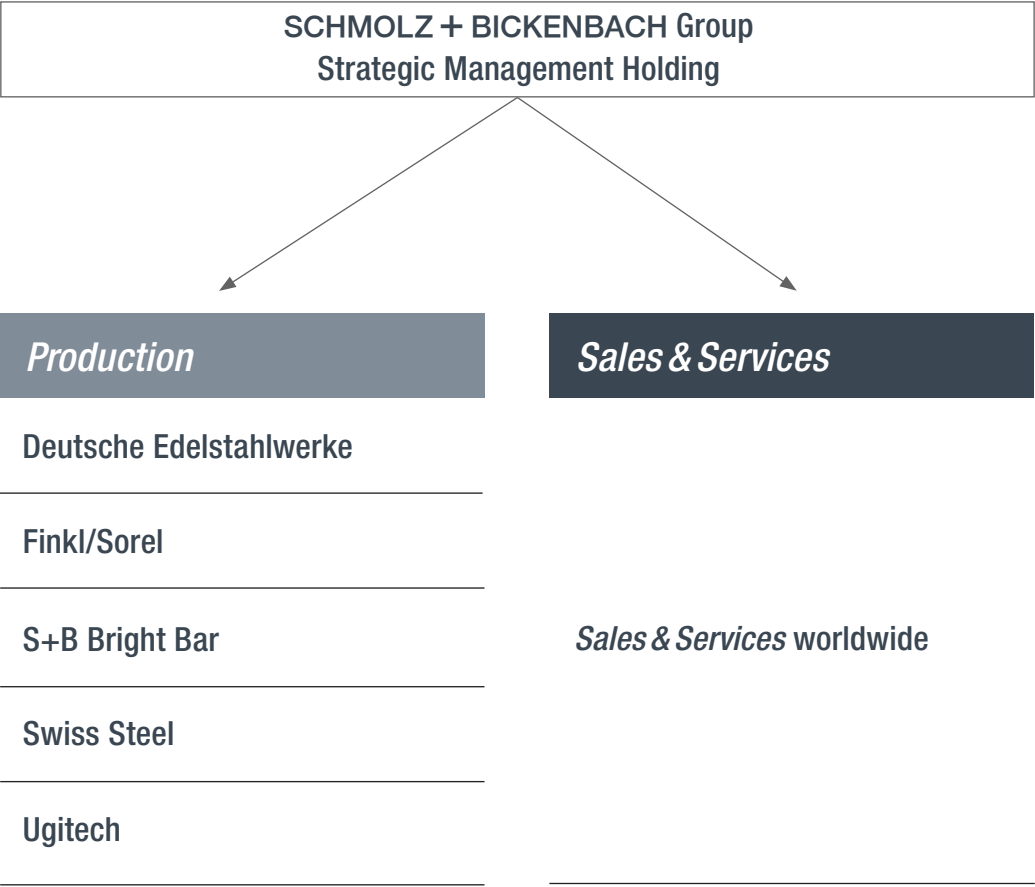 SCHMOLZ + BICKENBACH Group
Strategic Management Holding
Production
Deutsche Edelstahlwerke
Finkl/Sorel
S+B Bright Bar
Swiss Steel
Ugitech
Sales & Services
Sales & Services worldwide